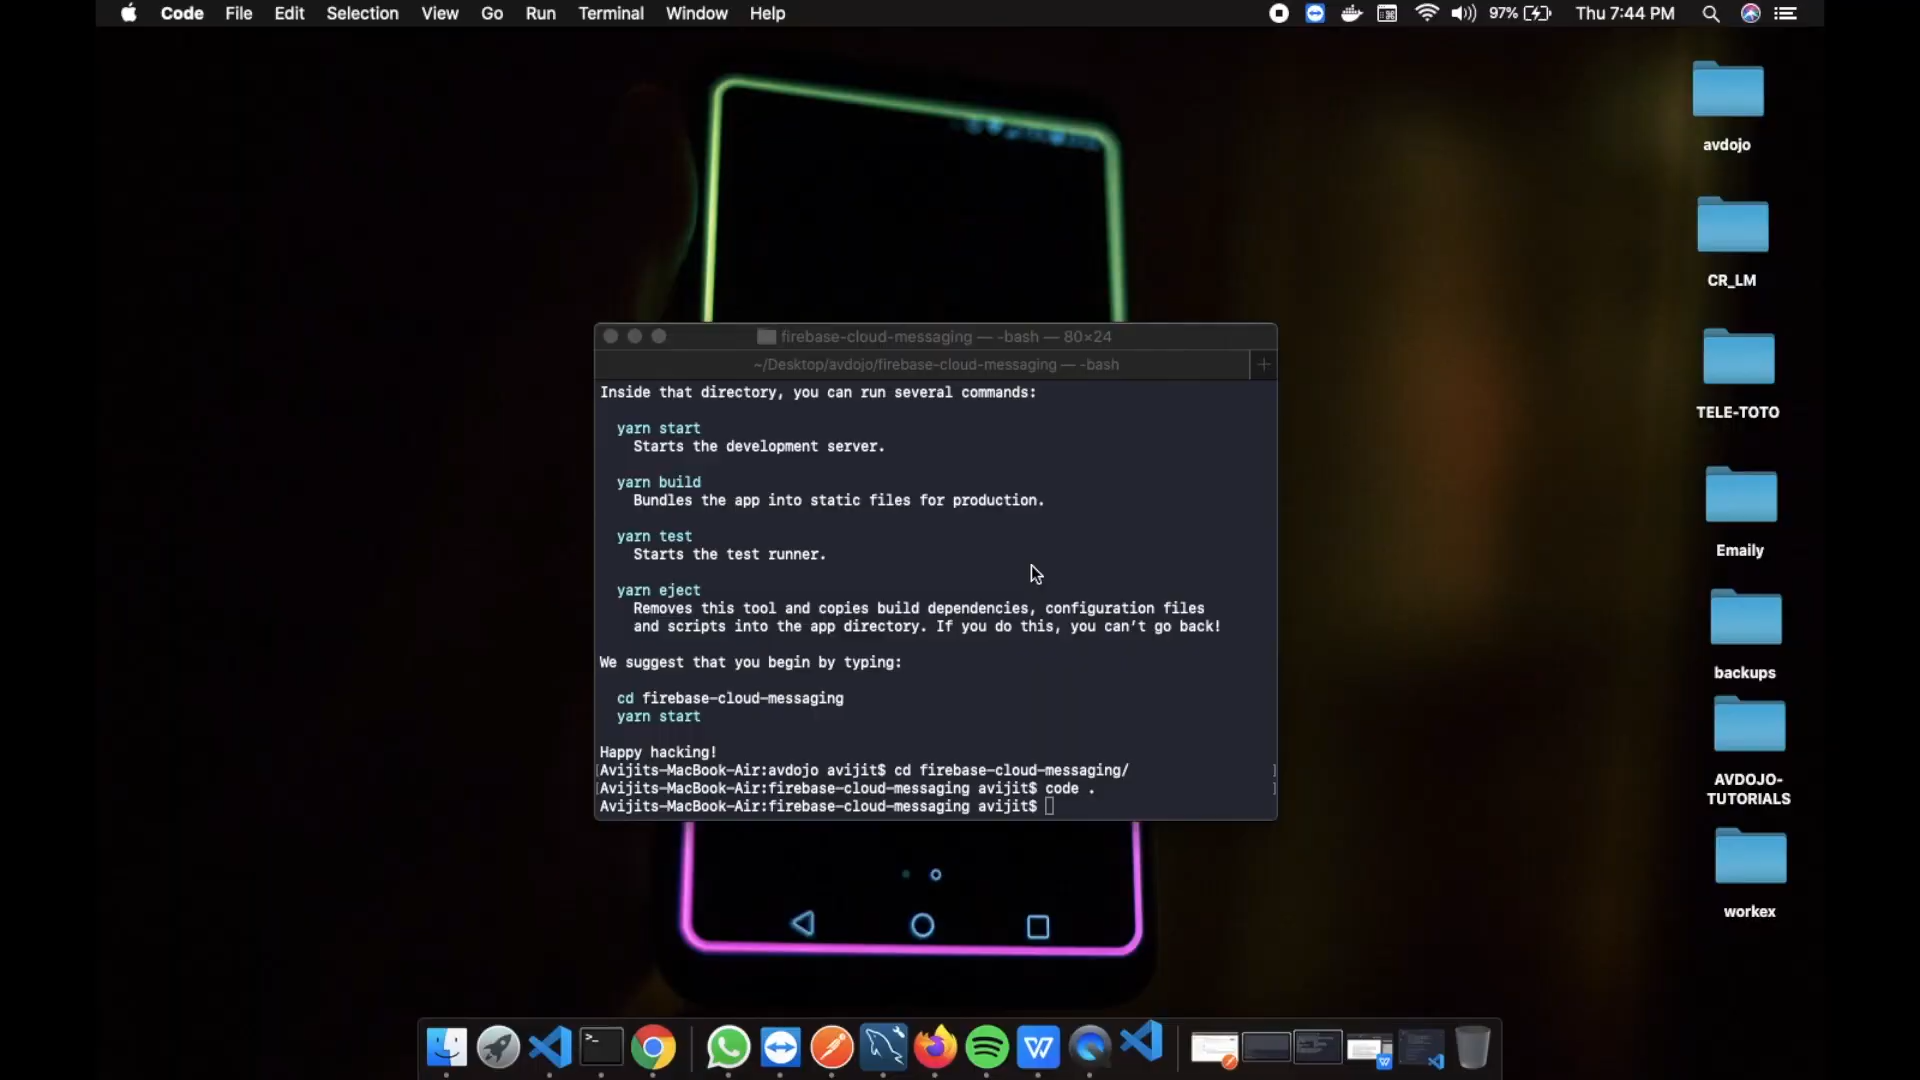 Code File Edit Selection View Go Run Terminal Window Help 97% Thu 7:44 PM
avdojo
CR_LM
TELE-TOTO
Emaily
backups
AVDOJO-
TUTORIALS
workex
firebase-cloud-messaging — -bash — 80×24
~/Desktop/avdojo/firebase-cloud-messaging — -bash
Inside that directory, you can run several commands:
yarn start
Starts the development server.
yarn build
Bundles the app into static files for production.
yarn test
Starts the test runner.
yarn eject
Removes this tool and copies build dependencies, configuration files
and scripts into the app directory. If you do this, you can’t go back!
We suggest that you begin by typing:
cd firebase-cloud-messaging
yarn start
Happy hacking!
[Avijits-MacBook-Air:avdojo avijit$ cd firebase-cloud-messaging/ ]
[Avijits-MacBook-Air:firebase-cloud-messaging avijit$ code . ]
Avijits-MacBook-Air:firebase-cloud-messaging avijit$